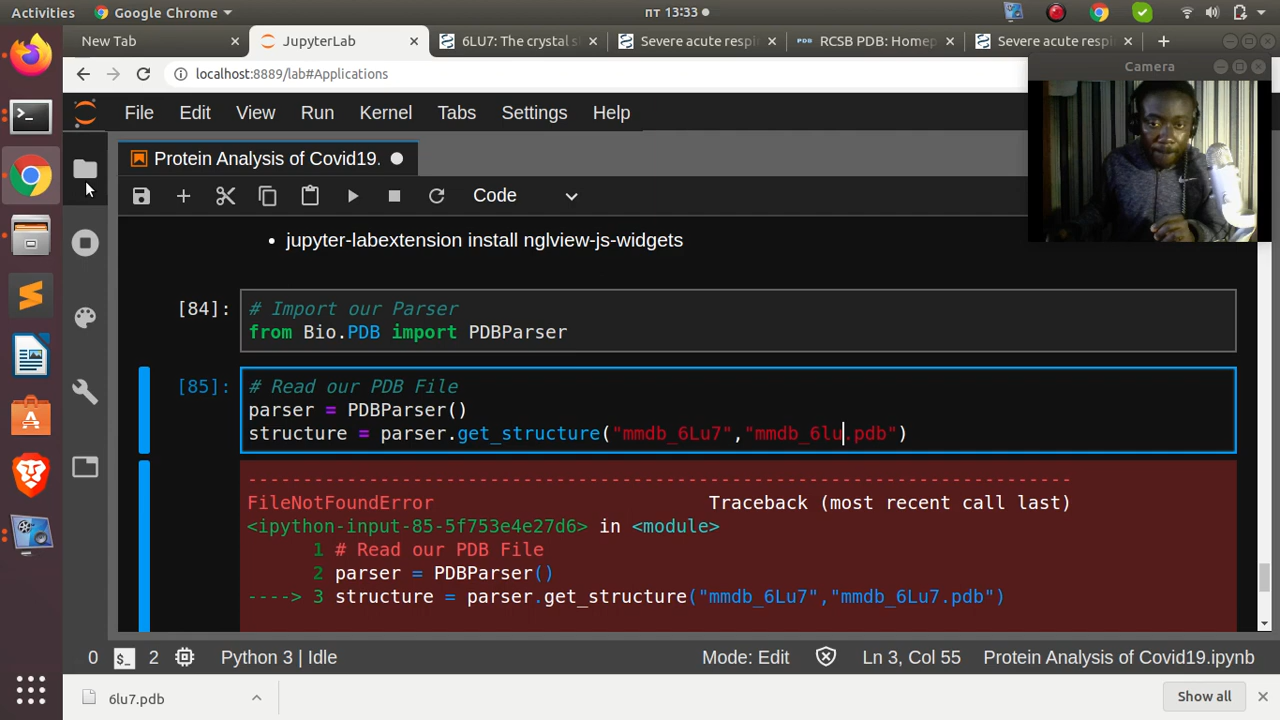 Activities
Google Chrome
пт 13:33
New Tab
JupyterLab
6LU7: The crystal s
Severe acute respi
PDB
RCSB PDB: Homep
Severe acute respi
Camera
localhost:8889/lab#Applications
File Edit View Run Kernel Tabs Settings Help
Protein Analysis of Covid19.
Code
• jupyter-labextension install nglview-js-widgets
[84]: # Import our Parser
from Bio.PDB import PDBParser
[85]: # Read our PDB File
parser = PDBParser()
structure = parser.get_structure("mmdb_6Lu7","mmdb_6lu.pdb")
---------------------------------------------------------------------------
FileNotFoundError Traceback (most recent call last)
<ipython-input-85-5f753e4e27d6> in <module>
1 # Read our PDB File
2 parser = PDBParser()
----> 3 structure = parser.get_structure("mmdb_6Lu7","mmdb_6Lu7.pdb")
0 $_ 2 Python 3 | Idle
Mode: Edit
Ln 3, Col 55
Protein Analysis of Covid19.ipynb
6lu7.pdb
Show all